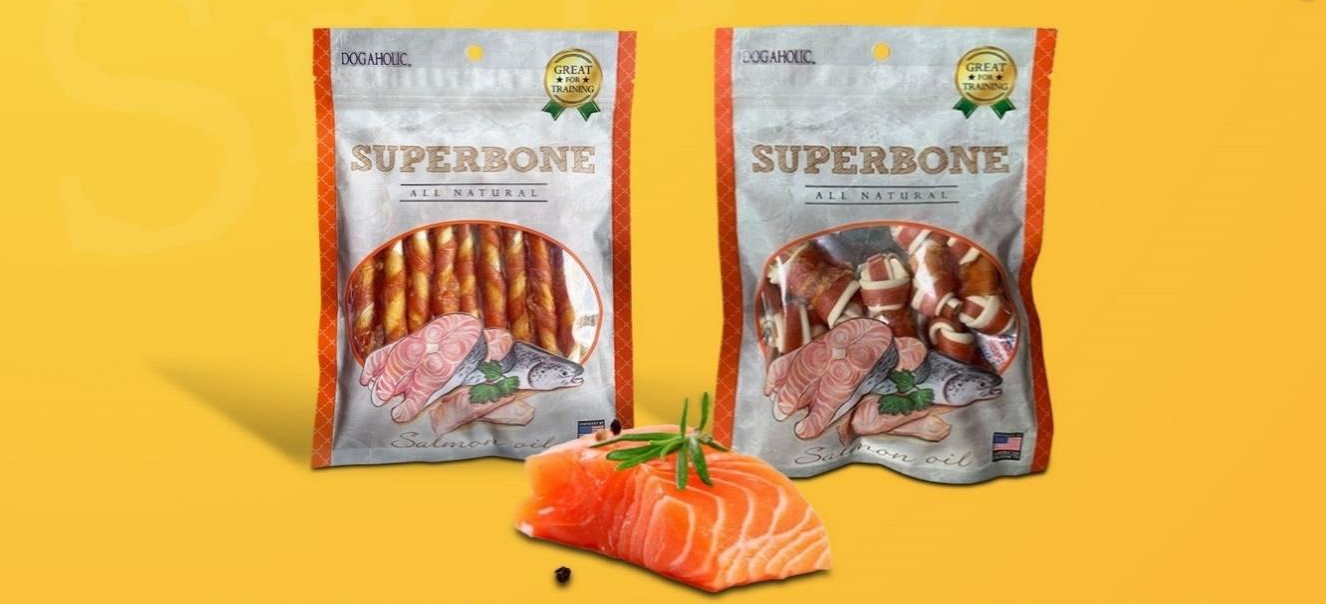 DOGAHOLIC
GREAT
FOR
TRAINING
SUPERBONE
ALL NATURAL
Salmon oil
DOGAHOLIC
GREAT
FOR
TRAINING
SUPERBONE
ALL NATURAL
Salmon oil